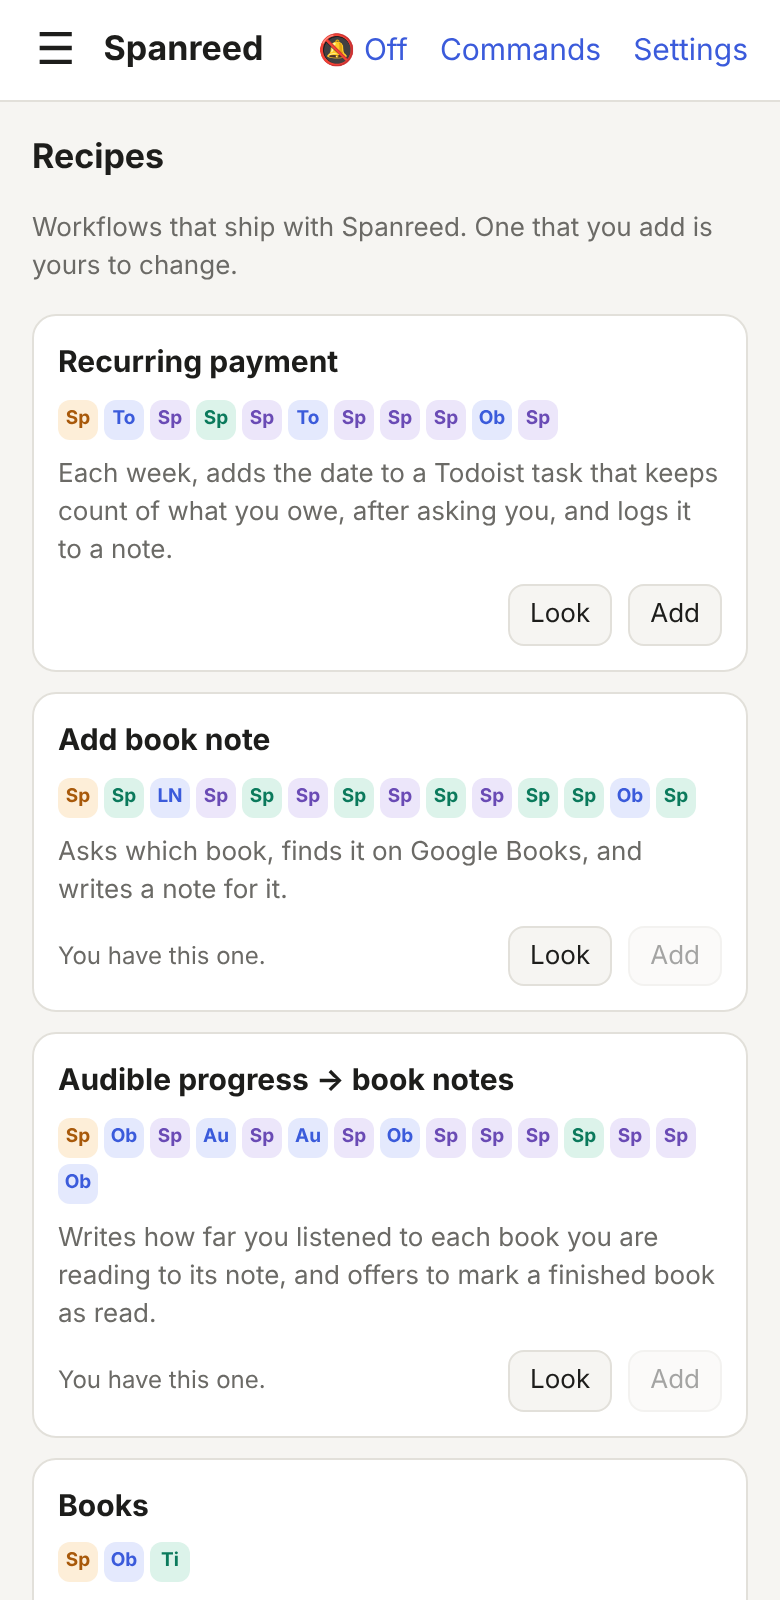 ☰ Spanreed 🔕 Off Commands Settings
Recipes
Workflows that ship with Spanreed. One that you add is
yours to change.
Recurring payment
Sp To Sp Sp Sp To Sp Sp Sp Ob Sp
Each week, adds the date to a Todoist task that keeps
count of what you owe, after asking you, and logs it
to a note.
Look Add
Add book note
Sp Sp LN Sp Sp Sp Sp Sp Sp Sp Sp Sp Ob Sp
Asks which book, finds it on Google Books, and
writes a note for it.
You have this one. Look Add
Audible progress → book notes
Sp Ob Sp Au Sp Au Sp Ob Sp Sp Sp Sp Sp Sp
Ob
Writes how far you listened to each book you are
reading to its note, and offers to mark a finished book
as read.
You have this one. Look Add
Books
Sp Ob Ti